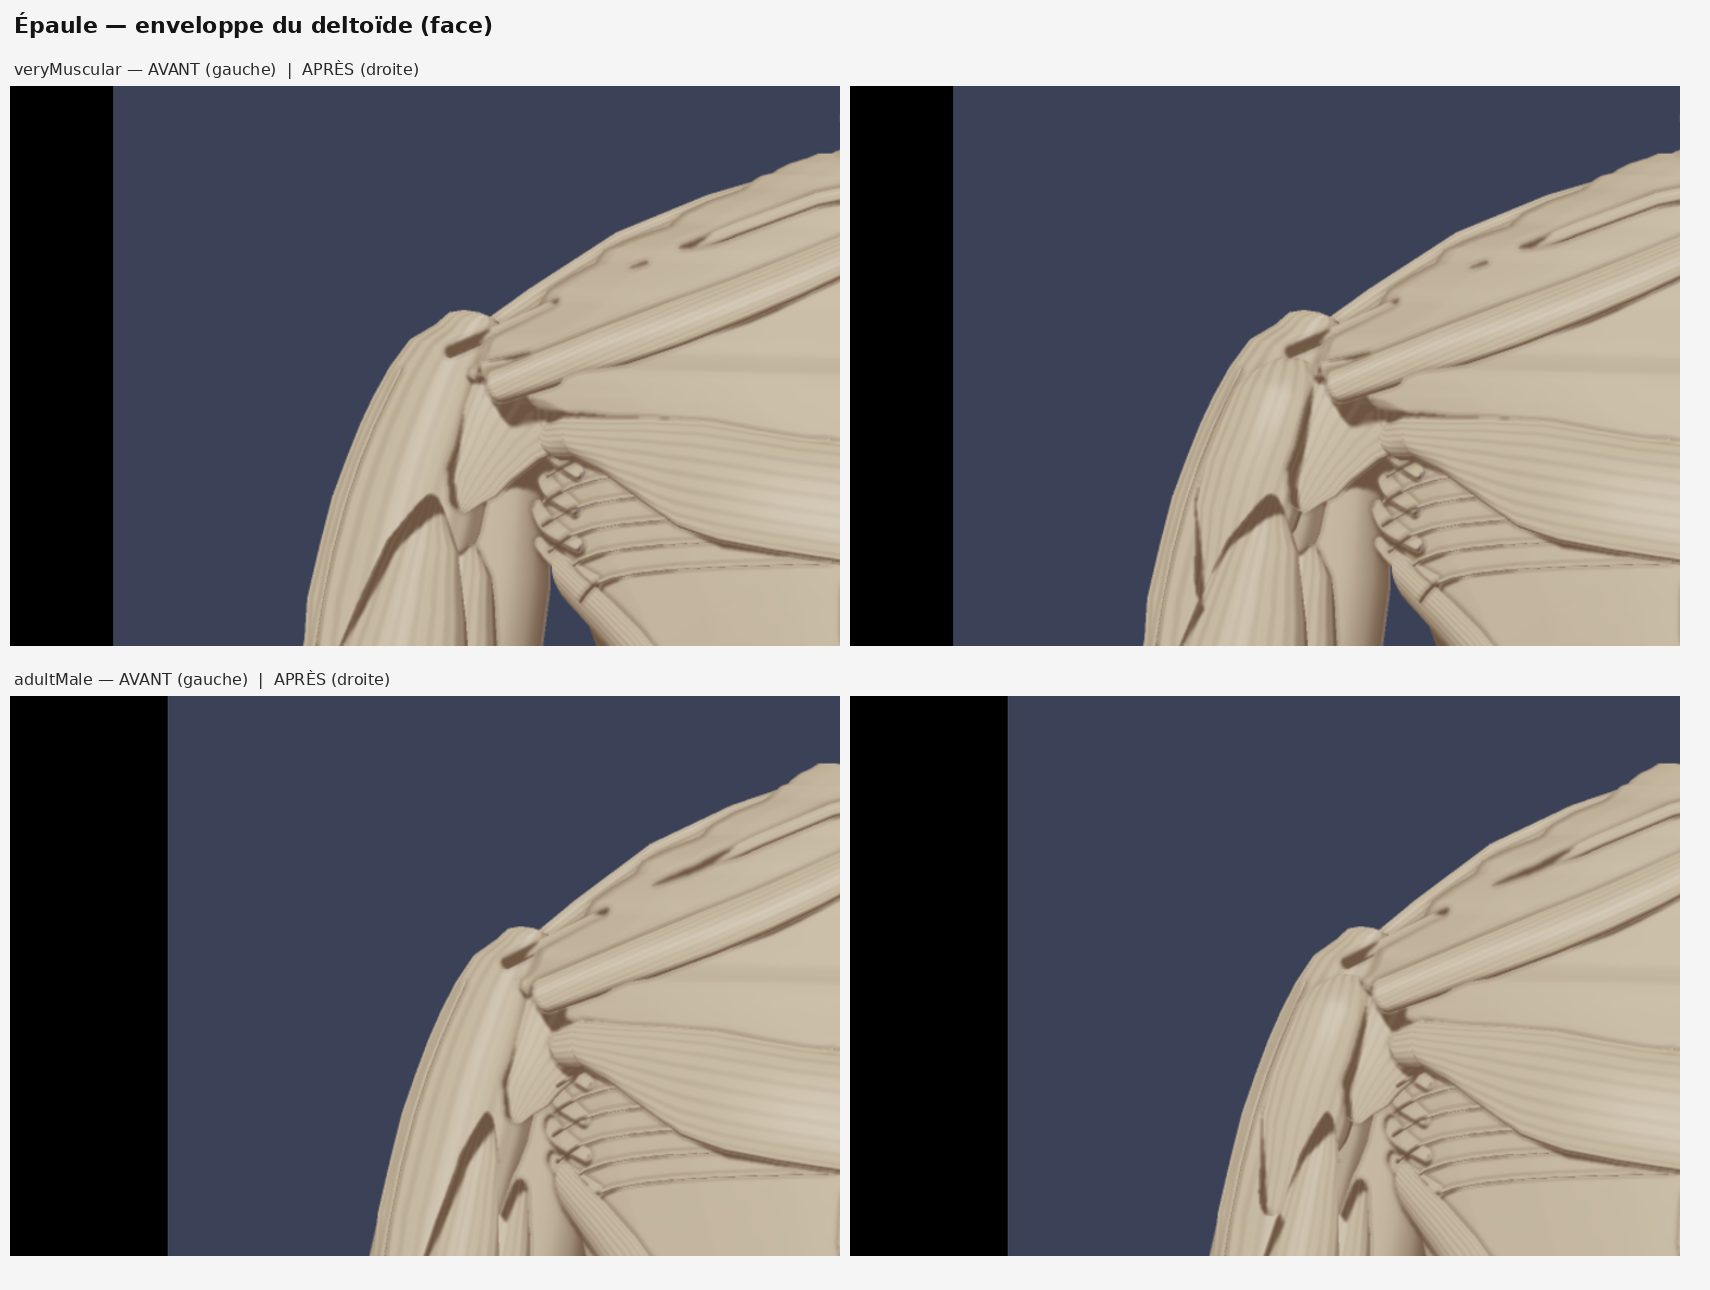 Épaule — enveloppe du deltoïde (face)
veryMuscular — AVANT (gauche) | APRÈS (droite)
adultMale — AVANT (gauche) | APRÈS (droite)